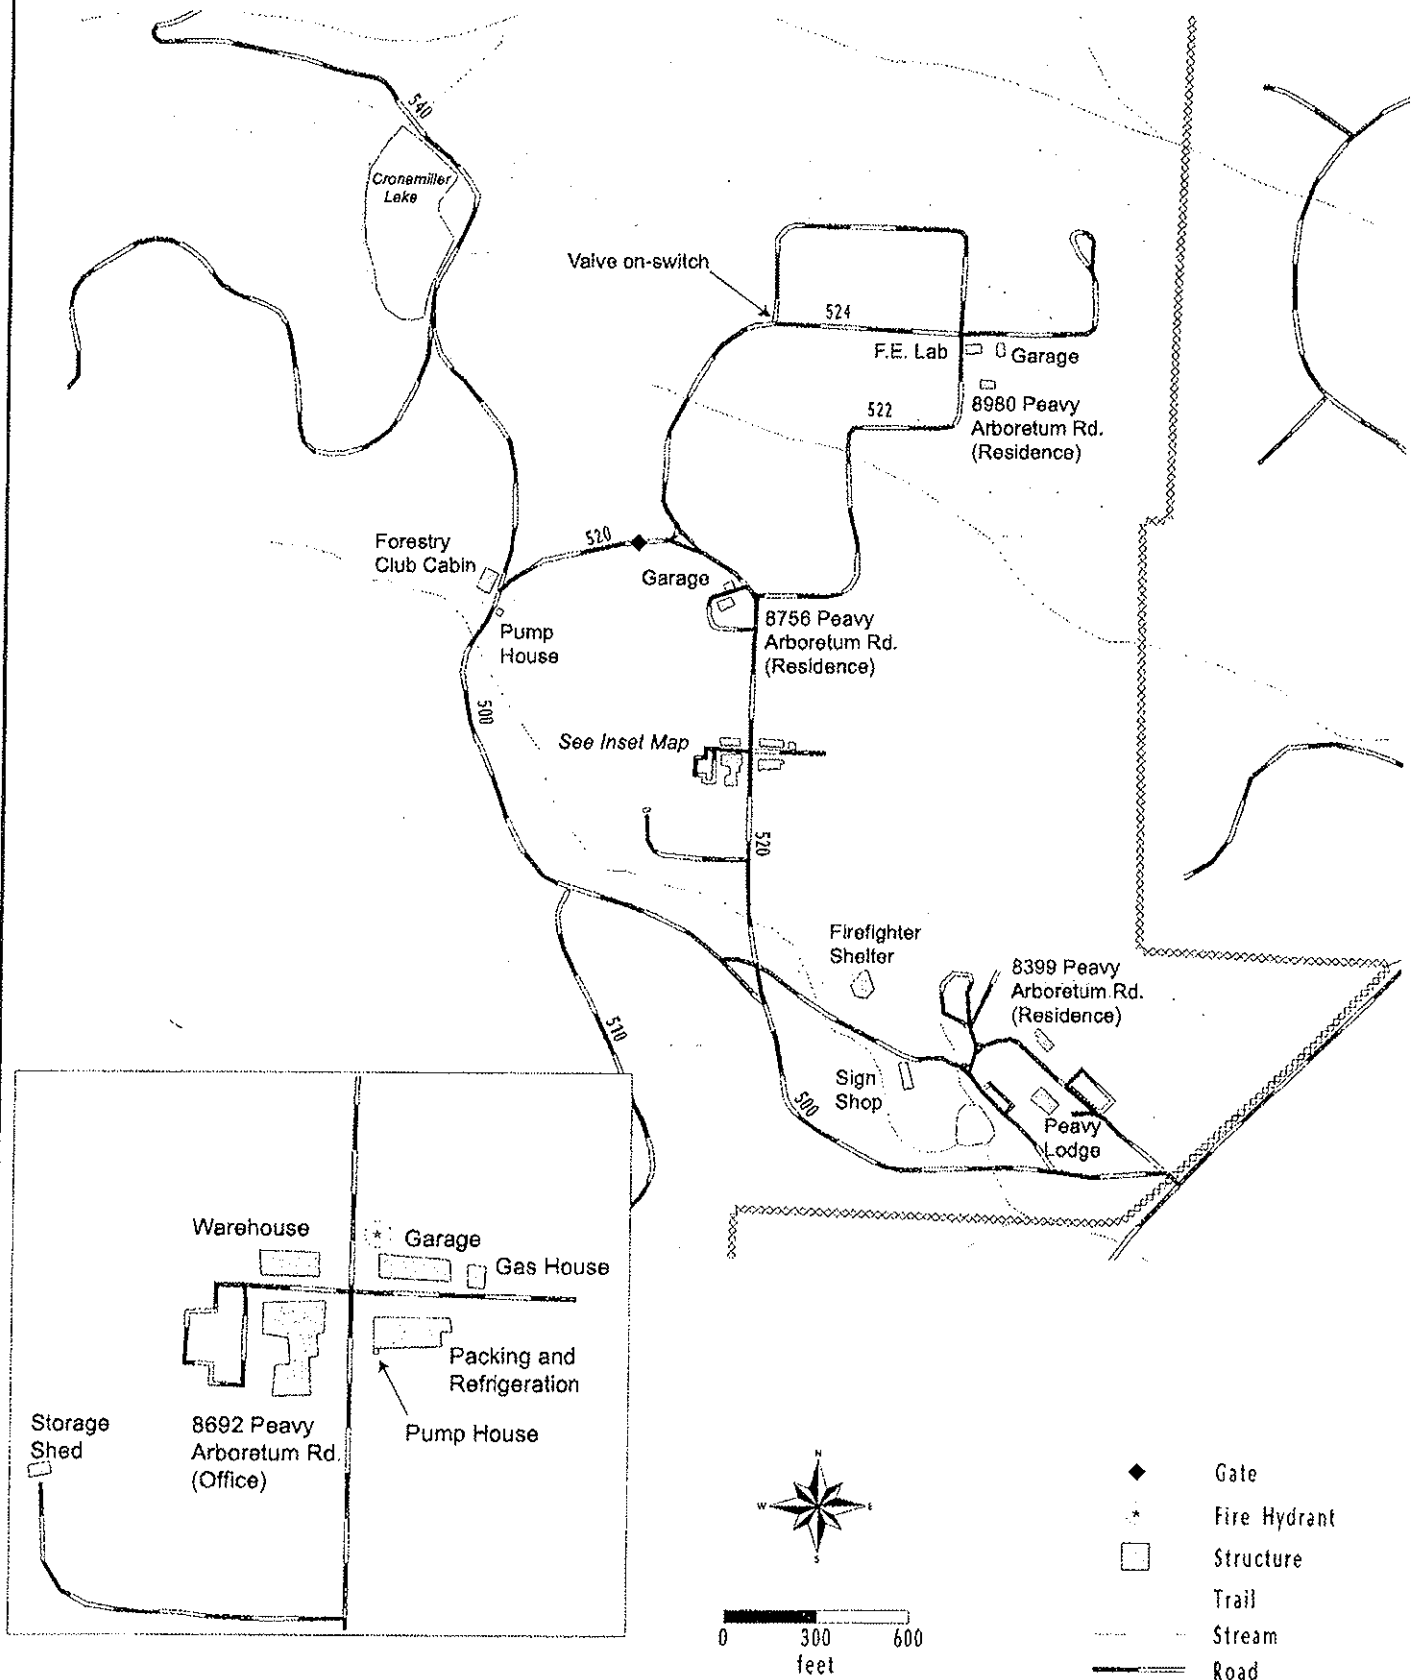 540
Cronemiller
Lake
Valve on-switch
524
F.E. Lab
Garage
522
8980 Peavy
Arboretum Rd.
(Residence)
Forestry
Club Cabin
520
Garage
Pump
House
8756 Peavy
Arboretum Rd.
(Residence)
500
See Inset Map
520
Firefighter
Shelter
8399 Peavy
Arboretum Rd.
(Residence)
510
Sign
Shop
500
Peavy
Lodge
Warehouse
Garage
Gas House
Packing and
Refrigeration
Pump House
Storage
Shed
8692 Peavy
Arboretum Rd.
(Office)
N
W
E
S
0 300 600
feet
Gate
Fire Hydrant
Structure
Trail
Stream
Road